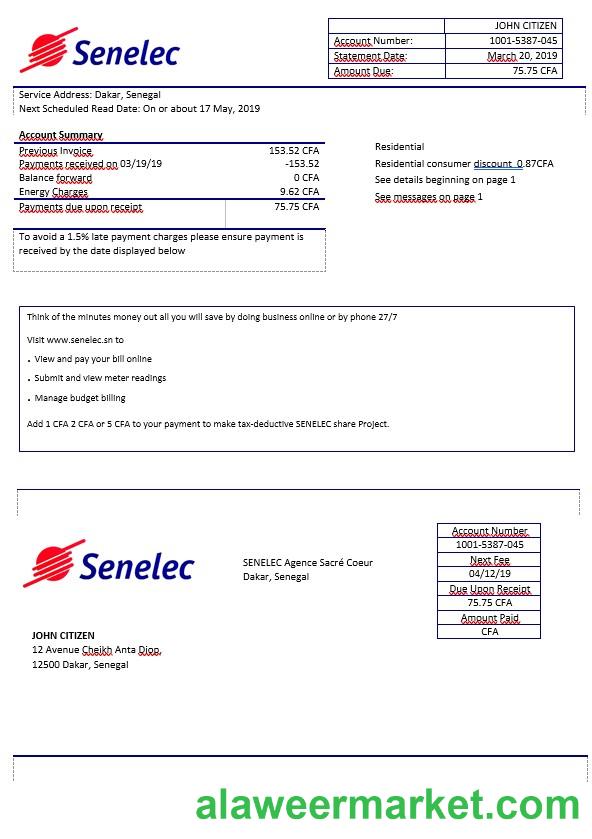 Senelec
JOHN CITIZEN
Account Number: 1001-5387-045
Statement Date: March 20, 2019
Amount Due: 75.75 CFA
Service Address: Dakar, Senegal
Next Scheduled Read Date: On or about 17 May, 2019
Account Summary
Previous Invoice 153.52 CFA
Payments received on 03/19/19 -153.52
Balance forward 0 CFA
Energy Charges 9.62 CFA
Payments due upon receipt 75.75 CFA
Residential
Residential consumer discount 0.87CFA
See details beginning on page 1
See messages on page 1
To avoid a 1.5% late payment charges please ensure payment is
received by the date displayed below
Think of the minutes money out all you will save by doing business online or by phone 27/7
Visit www.senelec.sn to
. View and pay your bill online
. Submit and view meter readings
. Manage budget billing
Add 1 CFA 2 CFA or 5 CFA to your payment to make tax-deductive SENELEC share Project.
Senelec
SENELEC Agence Sacré Coeur
Dakar, Senegal
Account Number
1001-5387-045
Next Fee
04/12/19
Due Upon Receipt
75.75 CFA
Amount Paid
CFA
JOHN CITIZEN
12 Avenue Cheikh Anta Diop,
12500 Dakar, Senegal
alaweermarket.com